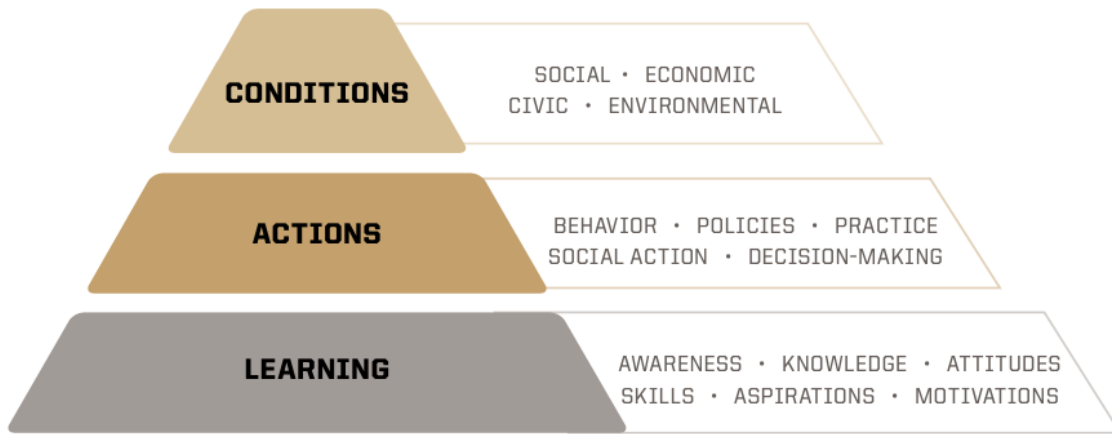 CONDITIONS
SOCIAL • ECONOMIC
CIVIC • ENVIRONMENTAL
ACTIONS
BEHAVIOR • POLICIES • PRACTICE
SOCIAL ACTION • DECISION-MAKING
LEARNING
AWARENESS • KNOWLEDGE • ATTITUDES
SKILLS • ASPIRATIONS • MOTIVATIONS